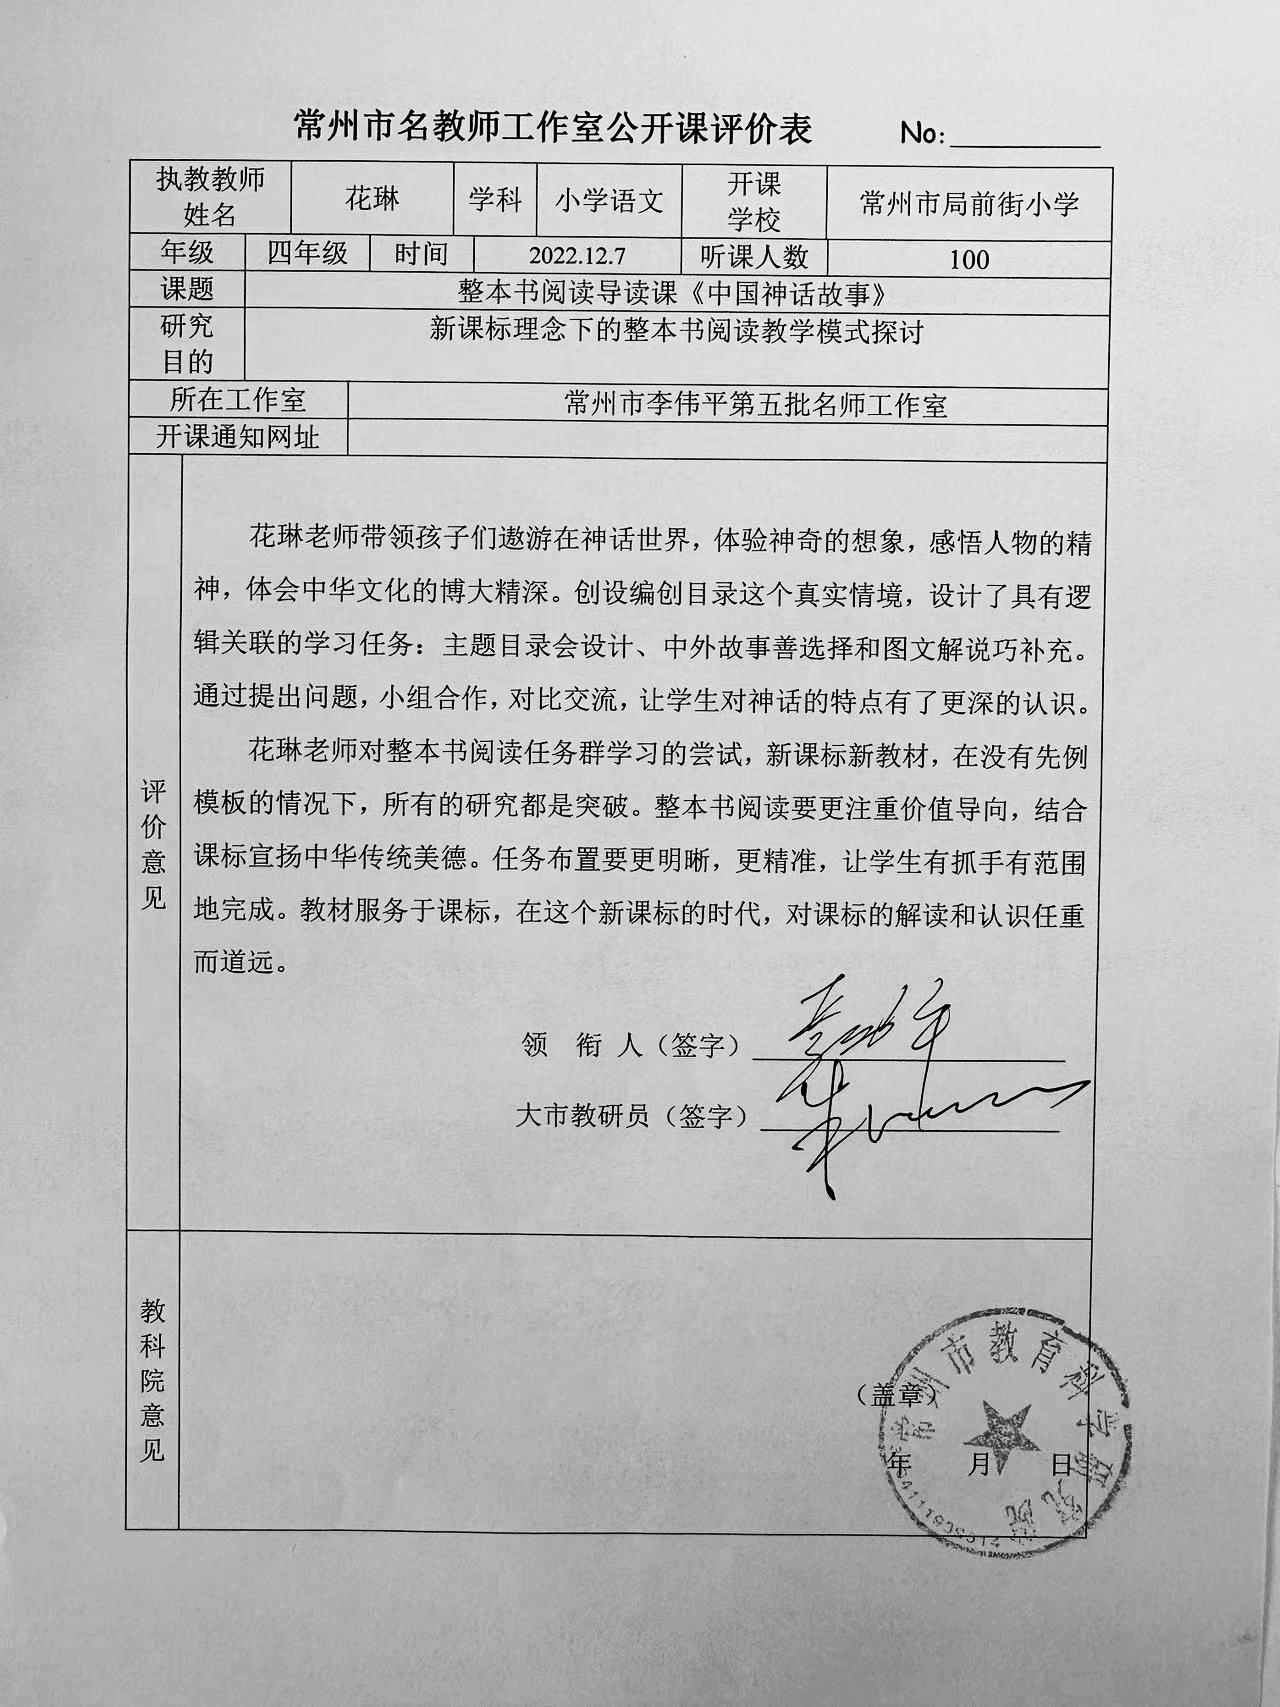 常州市名教师工作室公开课评价表 No:
执教教师姓名 花琳 学科 小学语文 开课学校 常州市局前街小学
年级 四年级 时间 2022.12.7 听课人数 100
课题 整本书阅读导读课《中国神话故事》
研究目的 新课标理念下的整本书阅读教学模式探讨
所在工作室 常州市李伟平第五批名师工作室
开课通知网址
评价意见
花琳老师带领孩子们遨游在神话世界，体验神奇的想象，感悟人物的精
神，体会中华文化的博大精深。创设编创目录这个真实情境，设计了具有逻
辑关联的学习任务：主题目录会设计、中外故事善选择和图文解说巧补充。
通过提出问题，小组合作，对比交流，让学生对神话的特点有了更深的认识。
花琳老师对整本书阅读任务群学习的尝试，新课标新教材，在没有先例
模板的情况下，所有的研究都是突破。整本书阅读要更注重价值导向，结合
课标宣扬中华传统美德。任务布置要更明晰，更精准，让学生有抓手有范围
地完成。教材服务于课标，在这个新课标的时代，对课标的解读和认识任重
而道远。
领 衔 人（签字）
大市教研员（签字）
教科院意见
（盖章）
年 月 日
常州市教育科学研究院